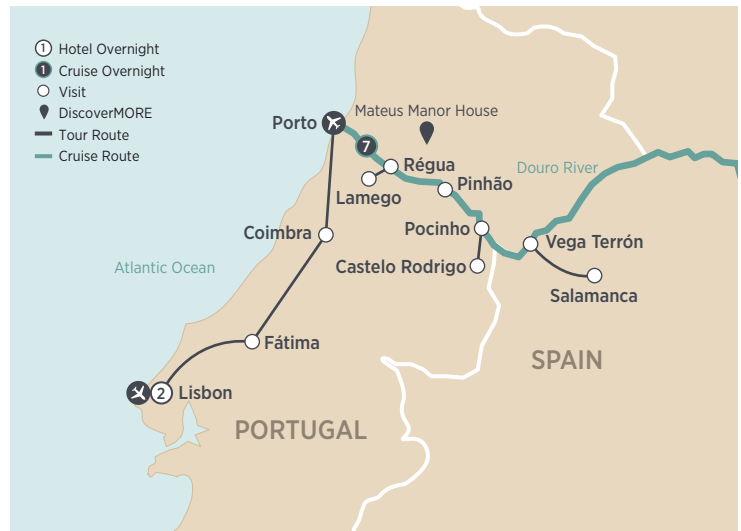 1 Hotel Overnight
1 Cruise Overnight
Visit
DiscoverMORE
Tour Route
Cruise Route
Porto
Mateus Manor House
7
Régua
Lamego
Pinhão
Douro River
Coimbra
Pocinho
Vega Terrón
Castelo Rodrigo
Atlantic Ocean
Salamanca
Fátima
SPAIN
2 Lisbon
PORTUGAL